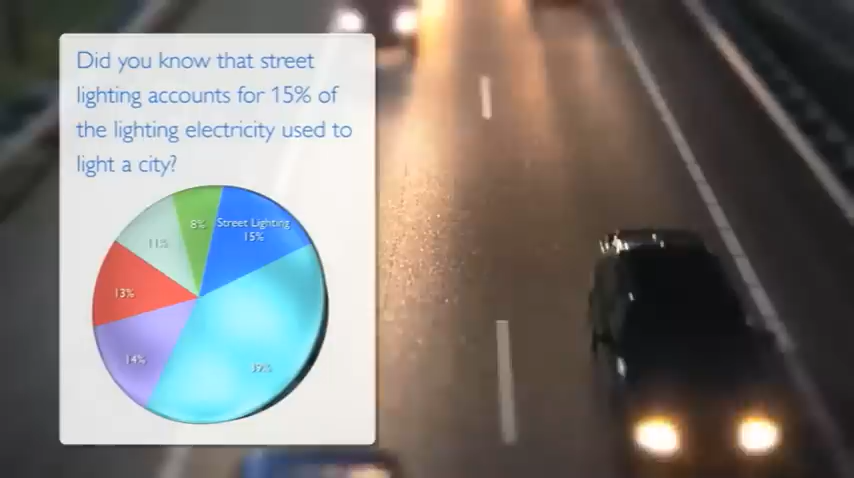 Did you know that street
lighting accounts for 15% of
the lighting electricity used to
light a city?
8%
Street Lighting
15%
11%
13%
14%
39%